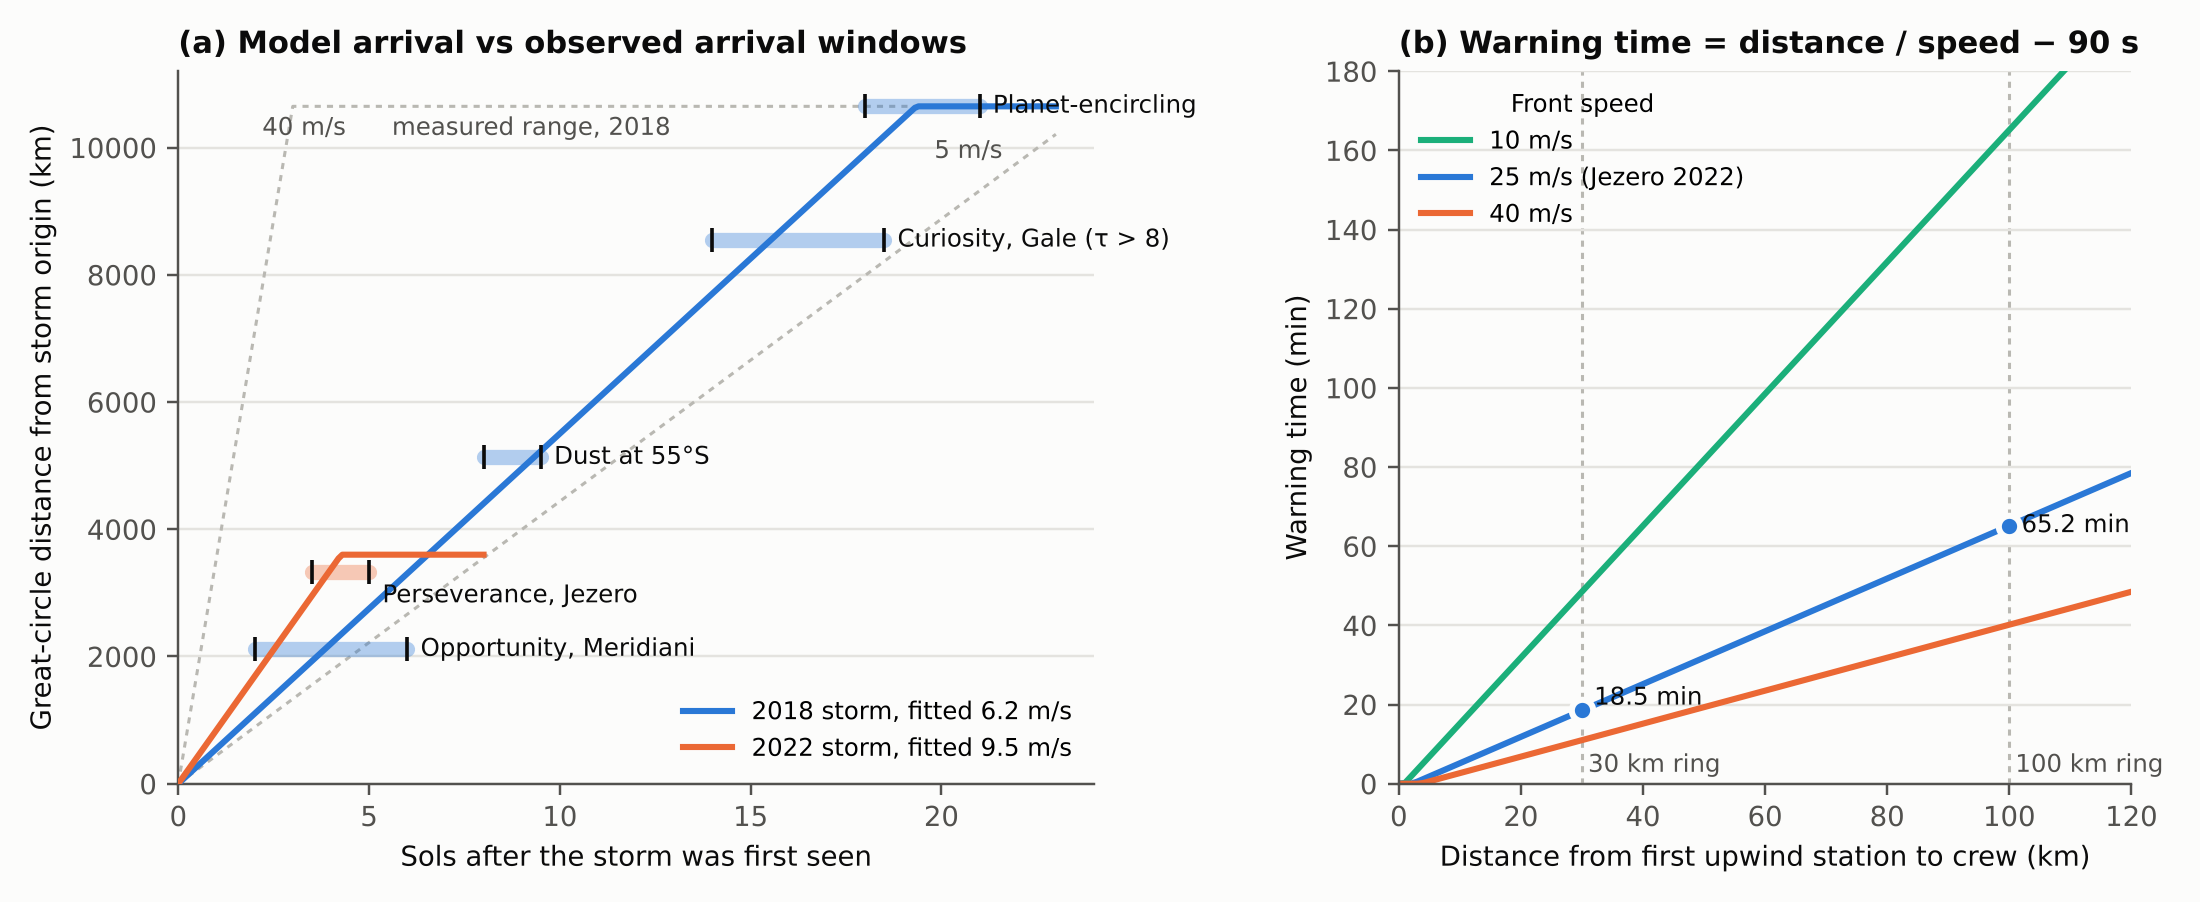 (a) Model arrival vs observed arrival windows
Great-circle distance from storm origin (km)
10000
8000
6000
4000
2000
0
40 m/s
measured range, 2018
Planet-encircling
5 m/s
Curiosity, Gale (τ > 8)
Dust at 55°S
Perseverance, Jezero
Opportunity, Meridiani
2018 storm, fitted 6.2 m/s
2022 storm, fitted 9.5 m/s
0
5
10
15
20
Sols after the storm was first seen
(b) Warning time = distance / speed − 90 s
Warning time (min)
180
160
140
120
100
80
60
40
20
0
Front speed
10 m/s
25 m/s (Jezero 2022)
40 m/s
65.2 min
18.5 min
30 km ring
100 km ring
0
20
40
60
80
100
120
Distance from first upwind station to crew (km)